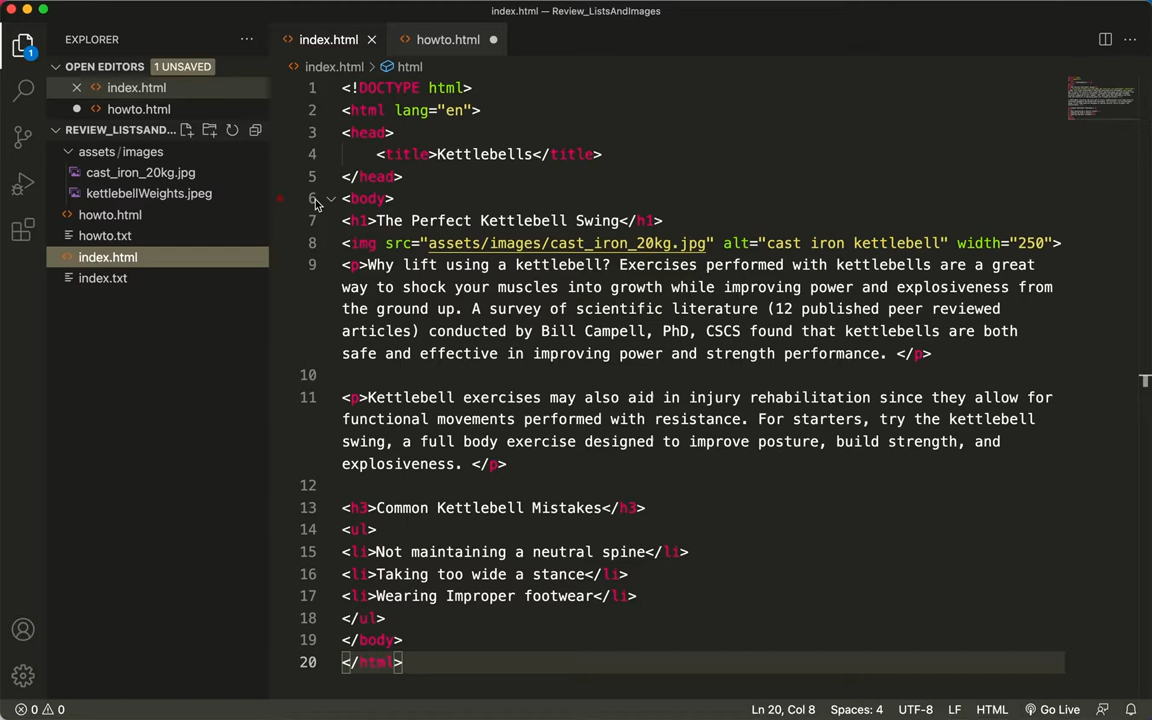 index.html — Review_ListsAndImages
EXPLORER
index.html
howto.html
OPEN EDITORS 1 UNSAVED
index.html > html
index.html
howto.html
REVIEW_LISTSAND...
assets/images
cast_iron_20kg.jpg
kettlebellWeights.jpeg
howto.html
howto.txt
index.html
index.txt
1
1 <!DOCTYPE html>
2 <html lang="en">
3 <head>
4 <title>Kettlebells</title>
5 </head>
6 <body>
7 <h1>The Perfect Kettlebell Swing</h1>
8 <img src="assets/images/cast_iron_20kg.jpg" alt="cast iron kettlebell" width="250">
9 <p>Why lift using a kettlebell? Exercises performed with kettlebells are a great
way to shock your muscles into growth while improving power and explosiveness from
the ground up. A survey of scientific literature (12 published peer reviewed
articles) conducted by Bill Campell, PhD, CSCS found that kettlebells are both
safe and effective in improving power and strength performance. </p>
10
11 <p>Kettlebell exercises may also aid in injury rehabilitation since they allow for
functional movements performed with resistance. For starters, try the kettlebell
swing, a full body exercise designed to improve posture, build strength, and
explosiveness. </p>
12
13 <h3>Common Kettlebell Mistakes</h3>
14 <ul>
15 <li>Not maintaining a neutral spine</li>
16 <li>Taking too wide a stance</li>
17 <li>Wearing Improper footwear</li>
18 </ul>
19 </body>
20 </html>
0 0 Ln 20, Col 8 Spaces: 4 UTF-8 LF HTML Go Live